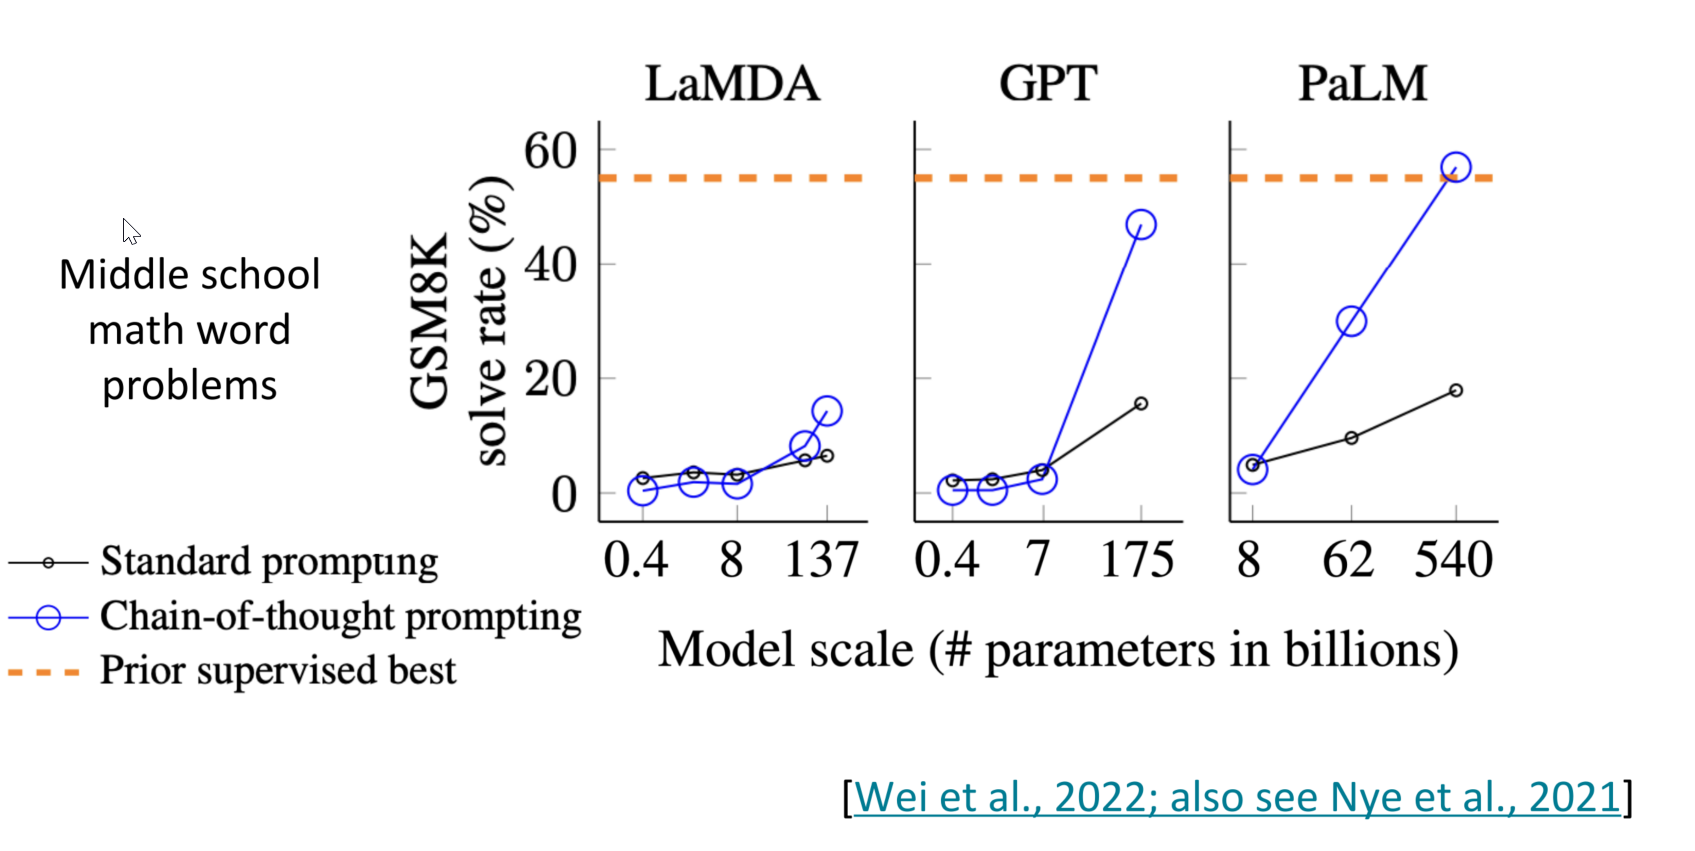 LaMDA
GPT
PaLM
Middle school
math word
problems
GSM8K
solve rate (%)
60
40
20
0
0.4 8 137
0.4 7 175
8 62 540
Model scale (# parameters in billions)
Standard prompting
Chain-of-thought prompting
Prior supervised best
[Wei et al., 2022; also see Nye et al., 2021]